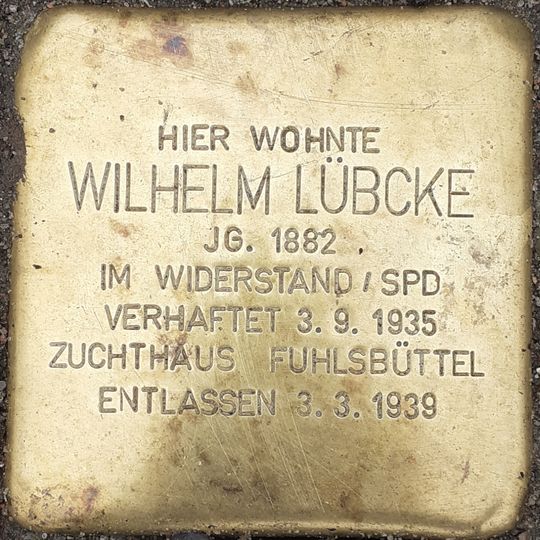 HIER WOHNTE
WILHELM LÜBCKE
JG. 1882
IM WIDERSTAND / SPD
VERHAFTET 3.9.1935
ZUCHTHAUS FUHLSBÜTTEL
ENTLASSEN 3.3.1939